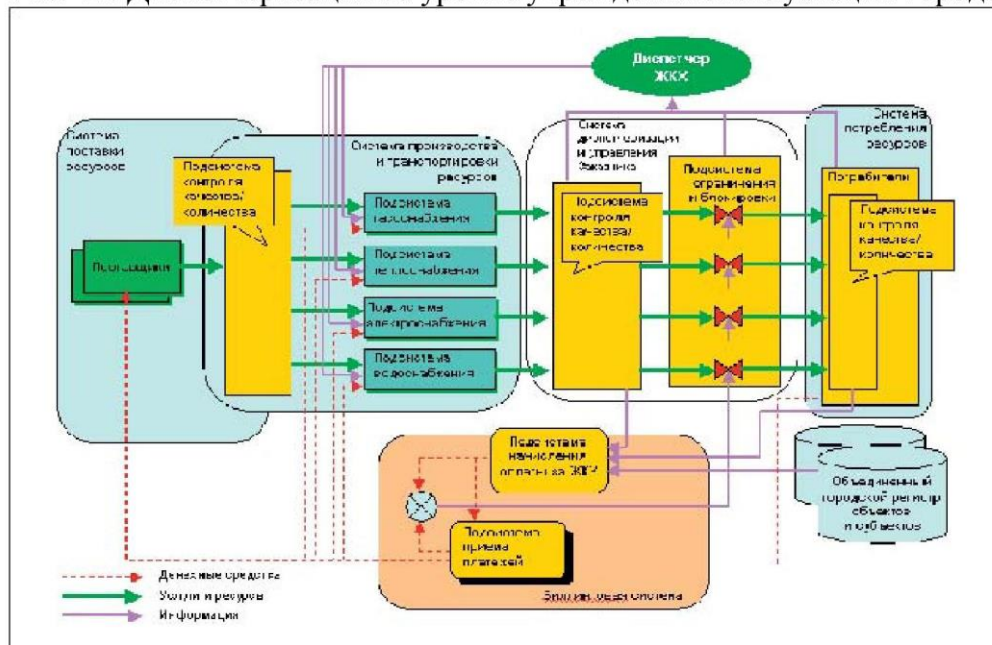 Диспетчер
ЖКХ
Система
поставки
ресурсов
Подсистема
контроля
качества/
количества
Поставщики
Система производства
и транспортировки
ресурсов
Подсистема
газоснабжения
Подсистема
теплоснабжения
Подсистема
электроснабжения
Подсистема
водоснабжения
Система
диспетчеризации
и управления
Заказчика
Подсистема
контроля
качества/
количества
Подсистема
ограничения
и блокировки
Система
потребления
ресурсов
Потребители
Подсистема
контроля
качества/
количества
Подсистема
начисления
оплаты за ЖКУ
Подсистема
приема
платежей
Биллинговая система
Объединенный
городской регистр
объектов
и субъектов
Денежные средства
Услуги и ресурсы
Информация